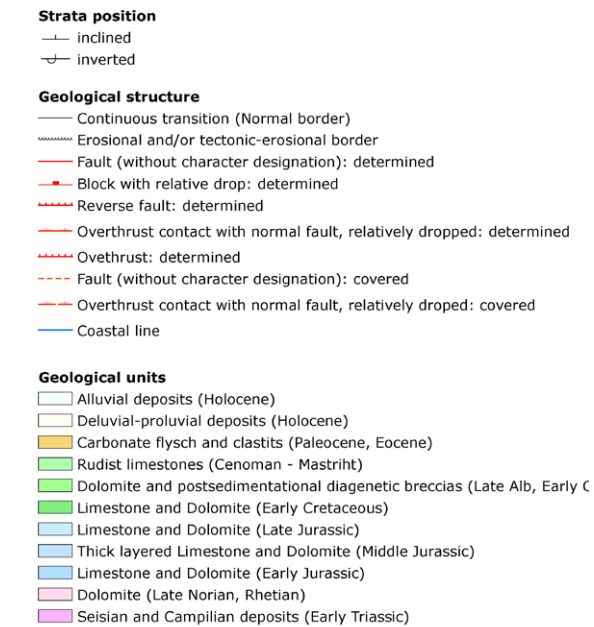 Strata position
inclined
inverted
Geological structure
Continuous transition (Normal border)
Erosional and/or tectonic-erosional border
Fault (without character designation): determined
Block with relative drop: determined
Reverse fault: determined
Overthrust contact with normal fault, relatively dropped: determined
Ovethrust: determined
Fault (without character designation): covered
Overthrust contact with normal fault, relatively droped: covered
Coastal line
Geological units
Alluvial deposits (Holocene)
Deluvial-proluvial deposits (Holocene)
Carbonate flysch and clastits (Paleocene, Eocene)
Rudist limestones (Cenoman - Mastriht)
Dolomite and postsedimentational diagenetic breccias (Late Alb, Early
Limestone and Dolomite (Early Cretaceous)
Limestone and Dolomite (Late Jurassic)
Thick layered Limestone and Dolomite (Middle Jurassic)
Limestone and Dolomite (Early Jurassic)
Dolomite (Late Norian, Rhetian)
Seisian and Campilian deposits (Early Triassic)